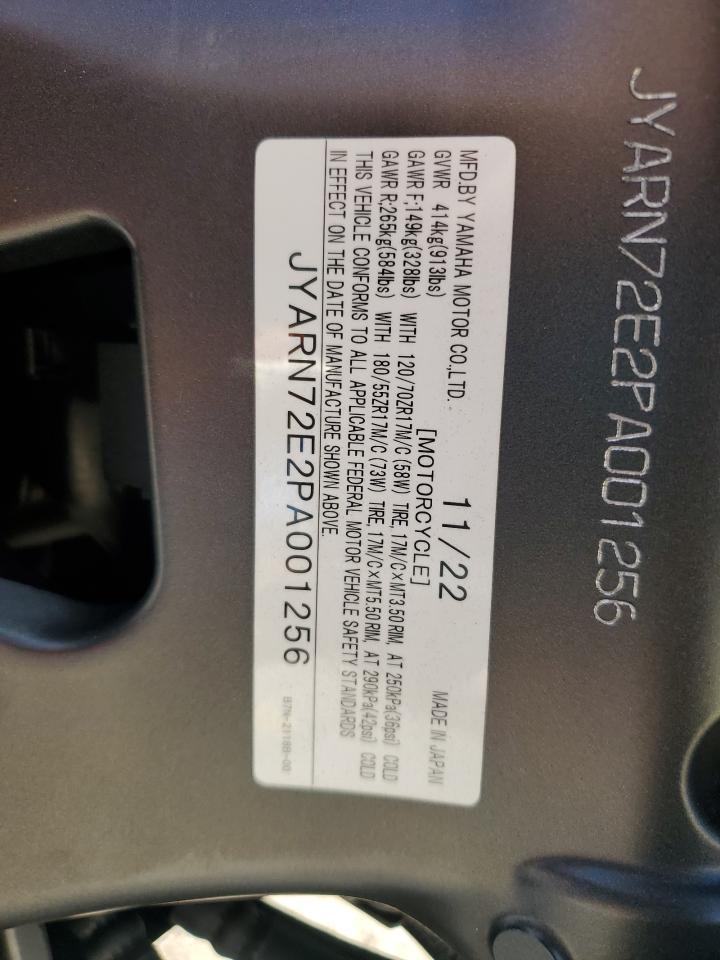 JYARN72E2PA001256
MFD.BY YAMAHA MOTOR CO.,LTD. 11/22 MADE IN JAPAN
GVWR 414kg(913lbs) [MOTORCYCLE]
GAWR F;149kg(328lbs) WITH 120/70ZR17M/C (58W) TIRE, 17M/C×MT3.50 RIM, AT 250kPa(36psi) COLD
GAWR R;265kg(584lbs) WITH 180/55ZR17M/C (73W) TIRE, 17M/C×MT5.50 RIM, AT 290kPa(42psi) COLD
THIS VEHICLE CONFORMS TO ALL APPLICABLE FEDERAL MOTOR VEHICLE SAFETY STANDARDS
IN EFFECT ON THE DATE OF MANUFACTURE SHOWN ABOVE.
JYARN72E2PA001256 B7N-2118B-00